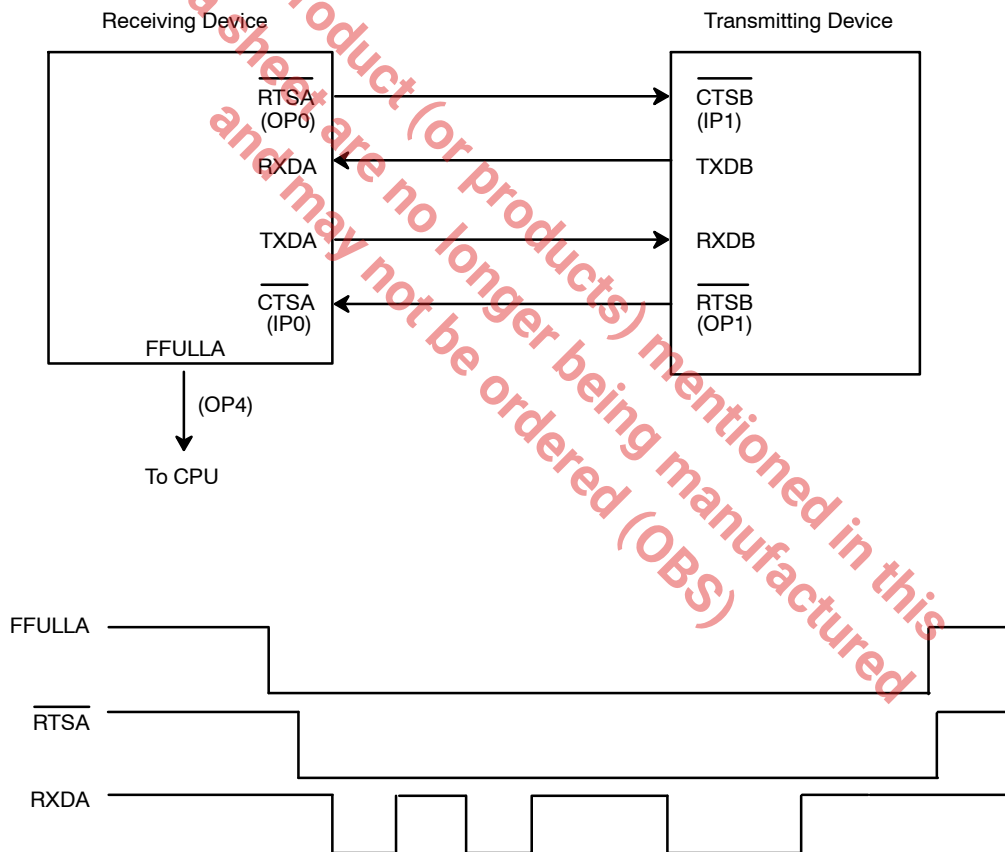 Receiving Device
Transmitting Device
RTSA
(OP0)
CTSB
(IP1)
RXDA
TXDB
TXDA
RXDB
CTSA
(IP0)
RTSB
(OP1)
FFULLA
(OP4)
To CPU
roduct (or products) mentioned in this
a sheet are no longer being manufactured
and may not be ordered (OBS)
FFULLA
RTSA
RXDA